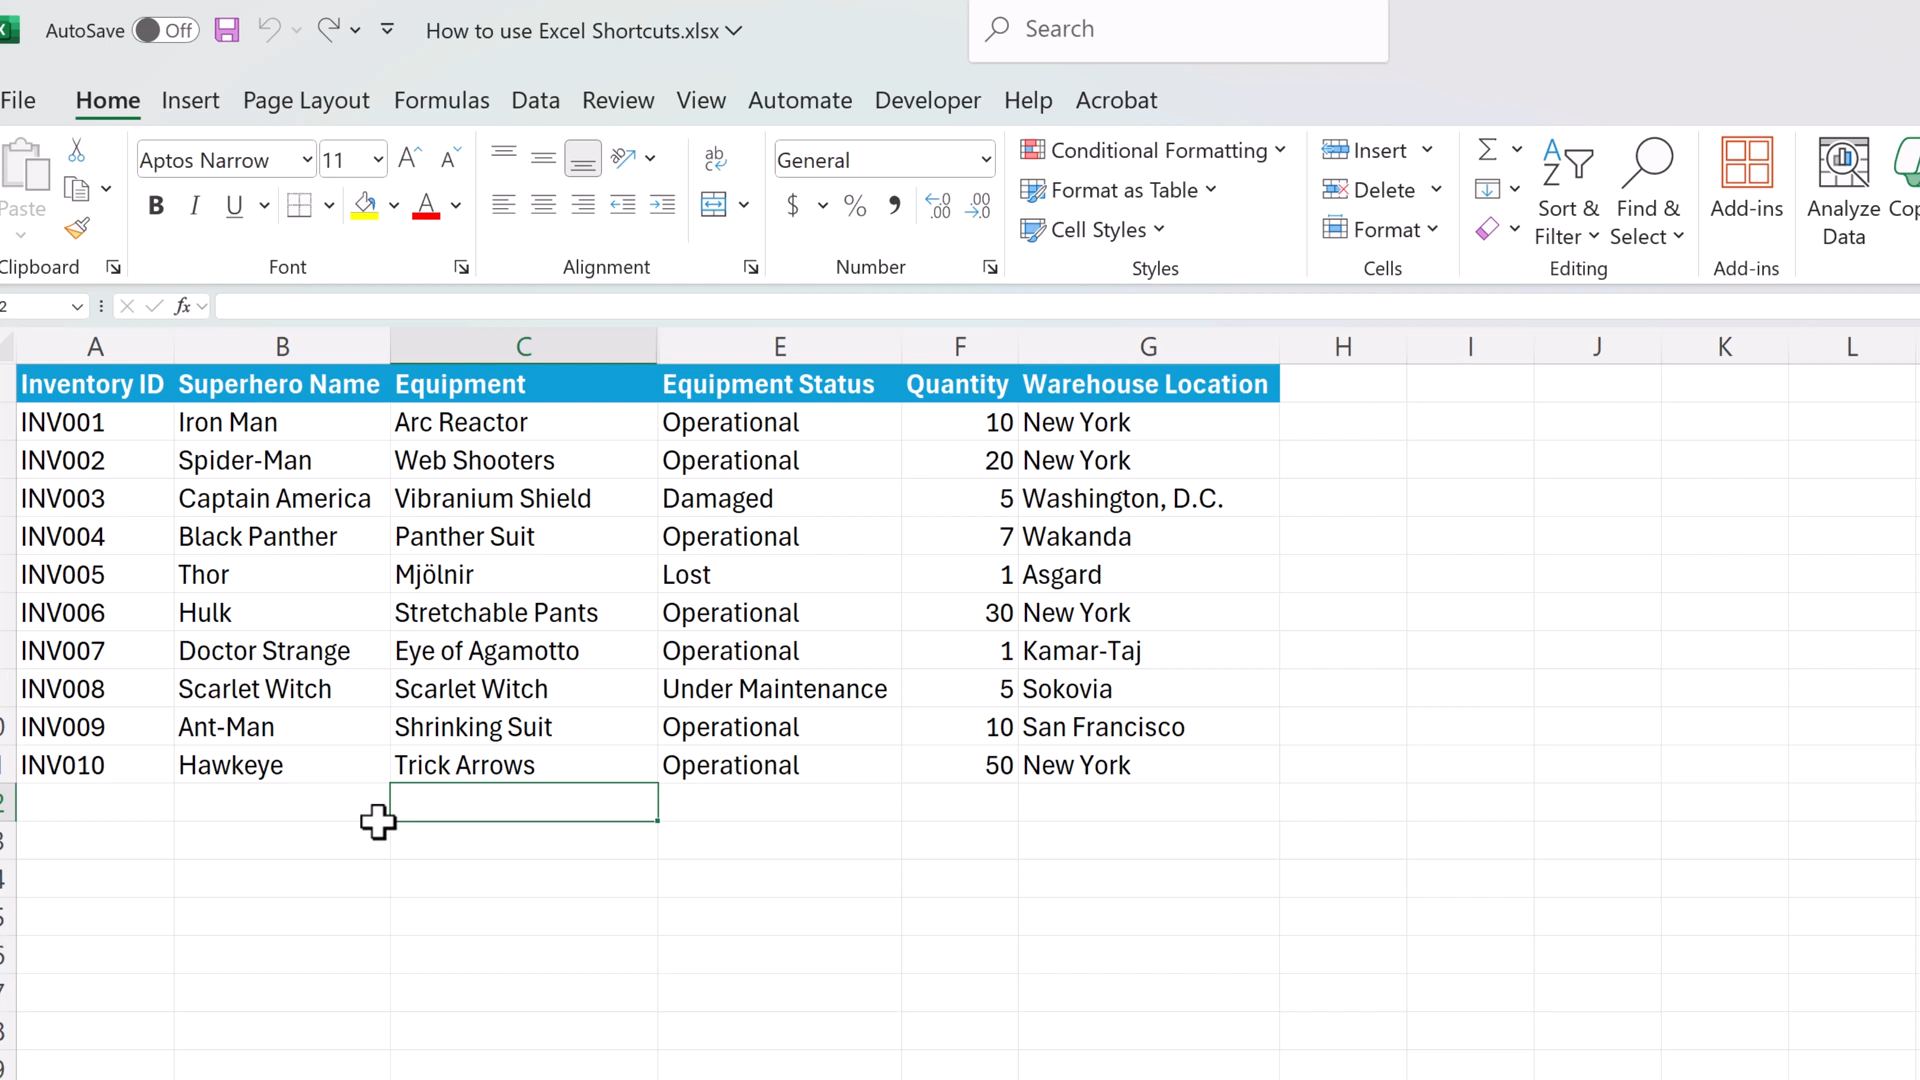 AutoSave Off How to use Excel Shortcuts.xlsx Search
File Home Insert Page Layout Formulas Data Review View Automate Developer Help Acrobat
Paste
Clipboard
Aptos Narrow 11
B I U A
Font
ab
Alignment
General
$ % 9 .00 .00
Number
Conditional Formatting
Format as Table
Cell Styles
Styles
Insert
Delete
Format
Cells
Sort & Filter
Find & Select
Editing
Add-ins
Add-ins
Analyze Data
fx
A B C E F G H I J K L
Inventory ID Superhero Name Equipment Equipment Status Quantity Warehouse Location
INV001 Iron Man Arc Reactor Operational 10 New York
INV002 Spider-Man Web Shooters Operational 20 New York
INV003 Captain America Vibranium Shield Damaged 5 Washington, D.C.
INV004 Black Panther Panther Suit Operational 7 Wakanda
INV005 Thor Mjölnir Lost 1 Asgard
INV006 Hulk Stretchable Pants Operational 30 New York
INV007 Doctor Strange Eye of Agamotto Operational 1 Kamar-Taj
INV008 Scarlet Witch Scarlet Witch Under Maintenance 5 Sokovia
INV009 Ant-Man Shrinking Suit Operational 10 San Francisco
INV010 Hawkeye Trick Arrows Operational 50 New York